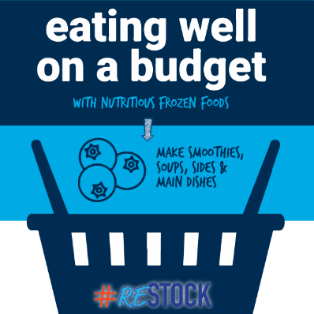 eating well
on a budget
WITH NUTRITIOUS FROZEN FOODS
MAKE SMOOTHIES,
SOUPS, SIDES &
MAIN DISHES
#RESTOCK